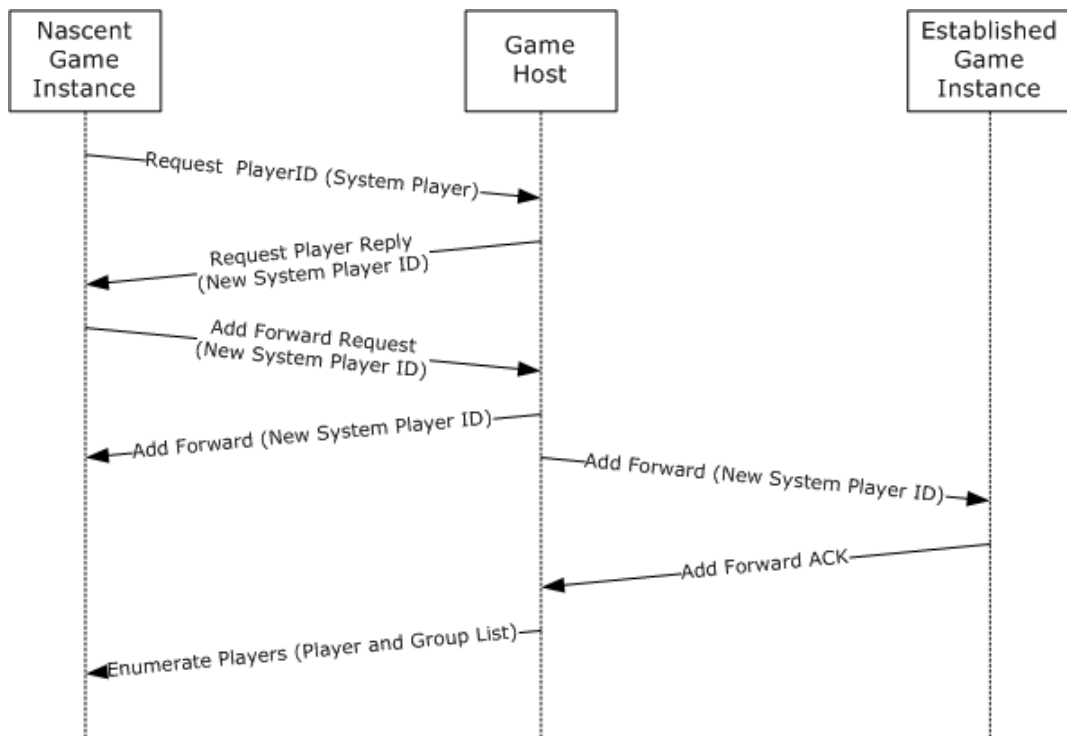 Nascent
Game
Instance
Game
Host
Established
Game
Instance
Request PlayerID (System Player)
Request Player Reply
(New System Player ID)
Add Forward Request
(New System Player ID)
Add Forward (New System Player ID)
Add Forward (New System Player ID)
Add Forward ACK
Enumerate Players (Player and Group List)